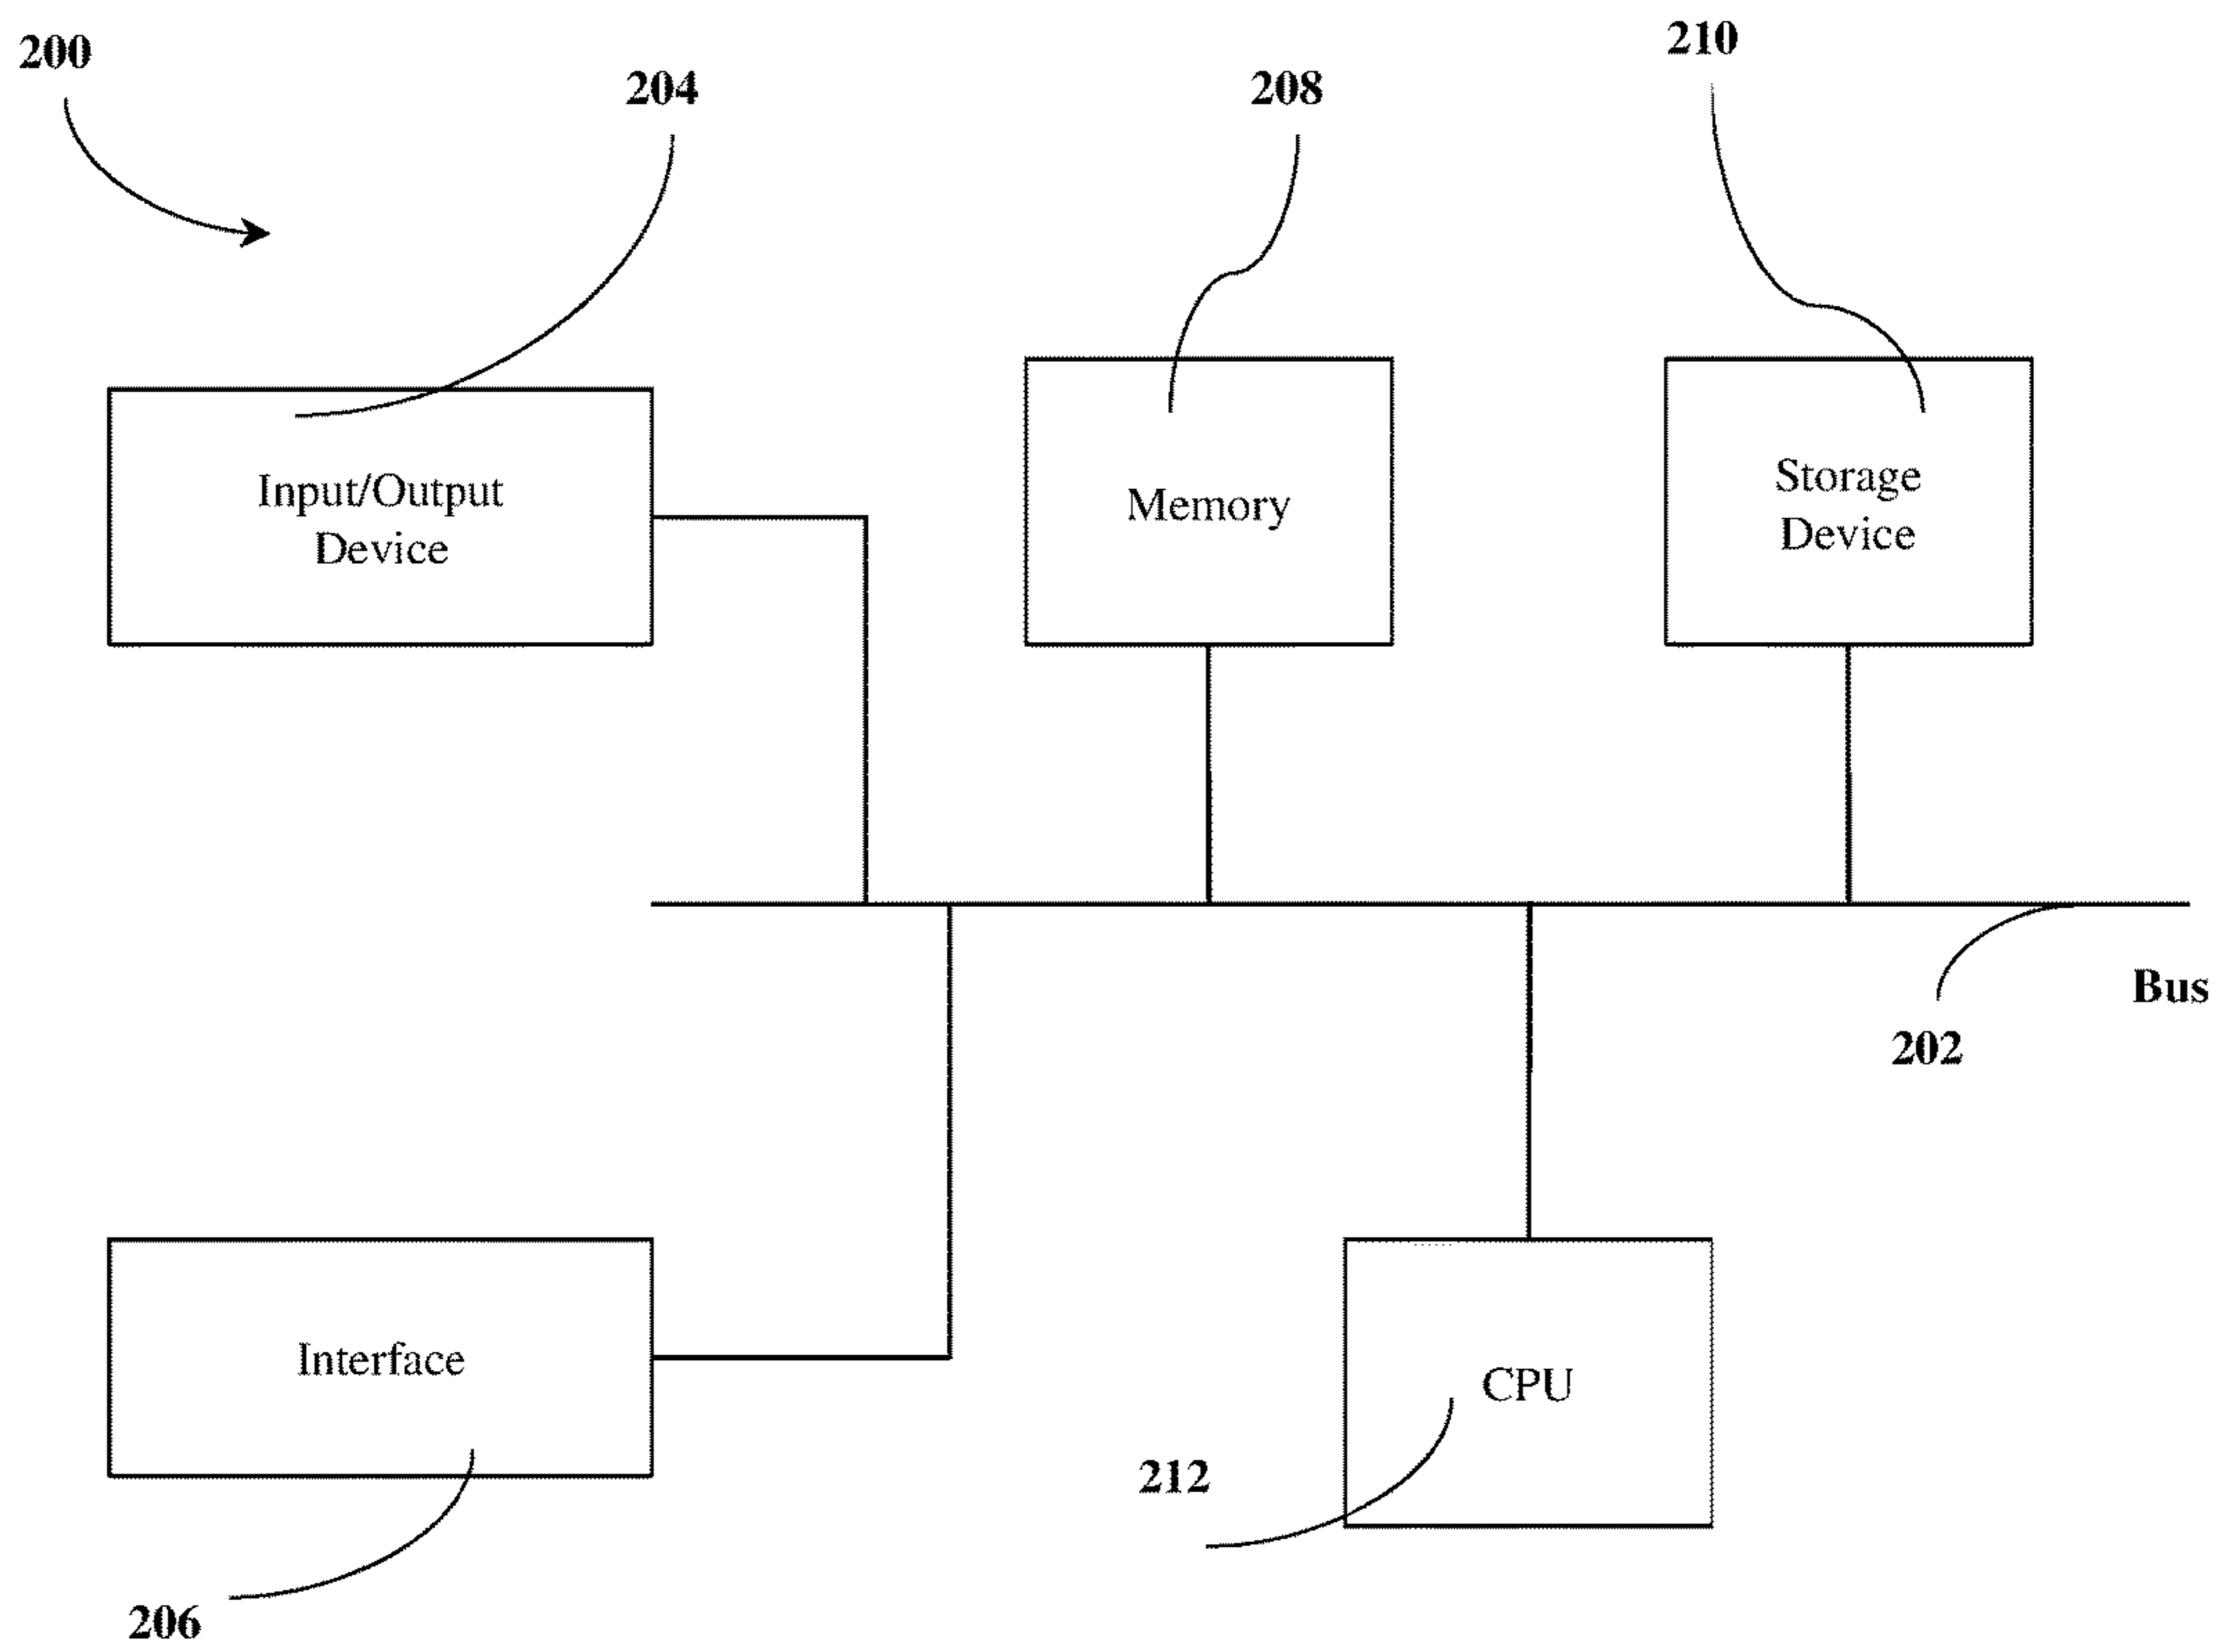 200
204
208
210
Input/Output
Device
Memory
Storage
Device
Bus
202
Interface
CPU
212
206